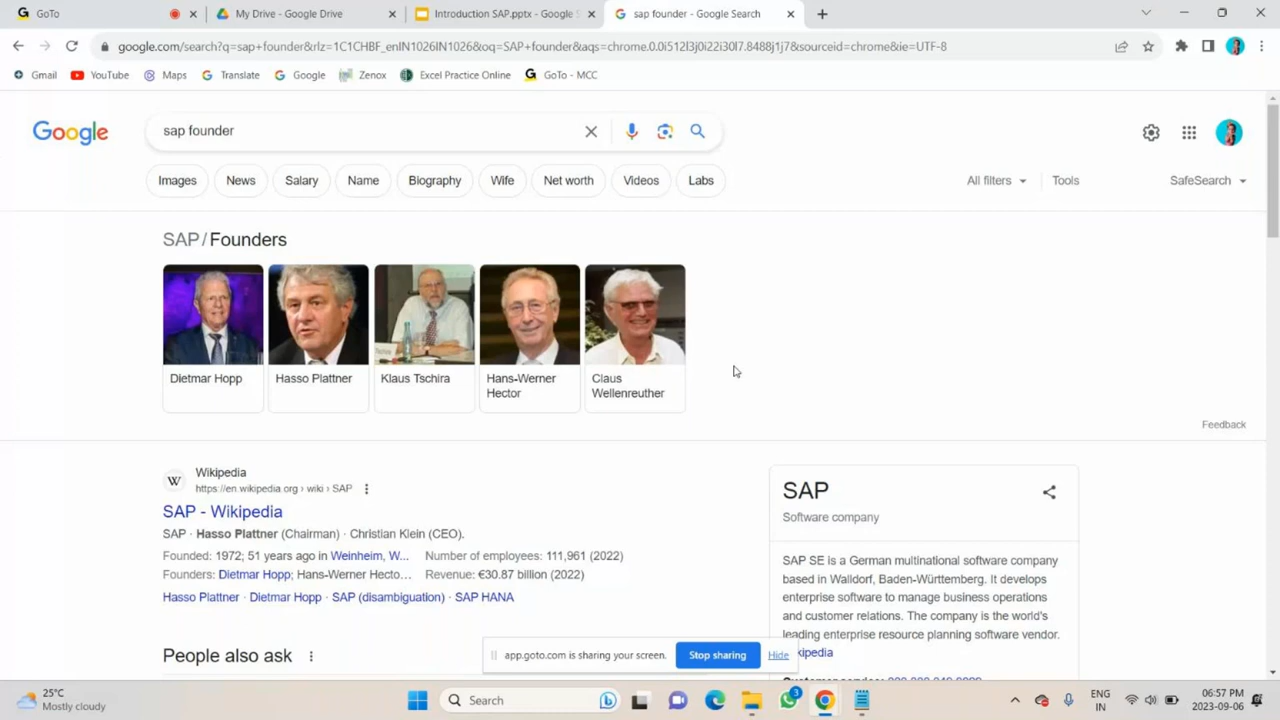 GoTo
My Drive - Google Drive
Introduction SAP.pptx - Google S
sap founder - Google Search
google.com/search?q=sap+founder&rlz=1C1CHBF_enIN1026IN1026&oq=SAP+founder&aqs=chrome.0.0i512l3j0i22i30l7.8488j1j7&sourceid=chrome&ie=UTF-8
Gmail YouTube Maps Translate Google Zenox Excel Practice Online GoTo - MCC
Google sap founder
Images News Salary Name Biography Wife Net worth Videos Labs All filters Tools SafeSearch
SAP/Founders
Dietmar Hopp
Hasso Plattner
Klaus Tschira
Hans-Werner
Hector
Claus
Wellenreuther
Feedback
W
Wikipedia
https://en.wikipedia.org › wiki › SAP
SAP - Wikipedia
SAP · Hasso Plattner (Chairman) · Christian Klein (CEO).
Founded: 1972; 51 years ago in Weinheim, W... Number of employees: 111,961 (2022)
Founders: Dietmar Hopp; Hans-Werner Hecto... Revenue: €30.87 billion (2022)
Hasso Plattner · Dietmar Hopp · SAP (disambiguation) · SAP HANA
People also ask
SAP
Software company
SAP SE is a German multinational software company
based in Walldorf, Baden-Württemberg. It develops
enterprise software to manage business operations
and customer relations. The company is the world's
leading enterprise resource planning software vendor.
kipedia
app.goto.com is sharing your screen. Stop sharing Hide
25°C
Mostly cloudy
Search
3
ENG
IN
06:57 PM
2023-09-06